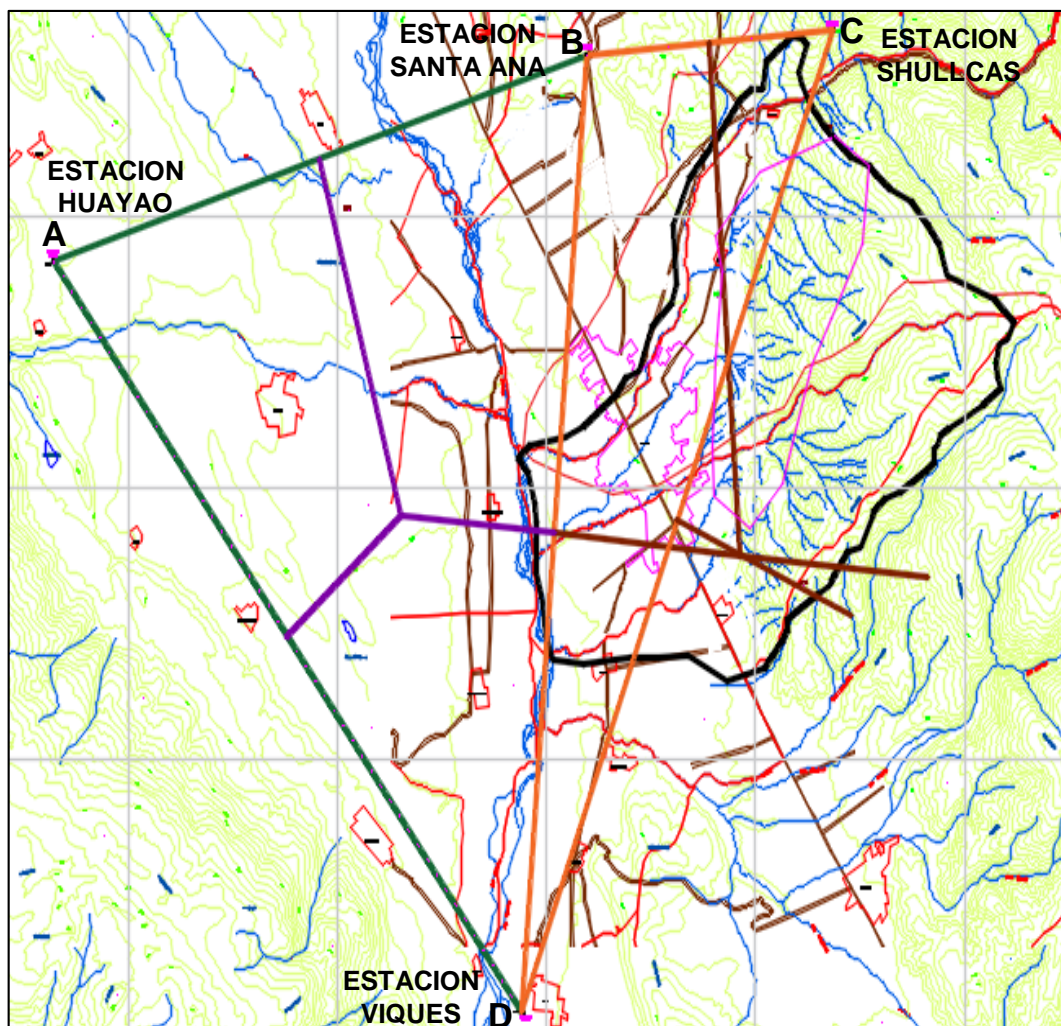 ESTACION
SANTA ANA
B
C
ESTACION
SHULLCAS
ESTACION
HUAYAO
A
ESTACION
VIQUES
D